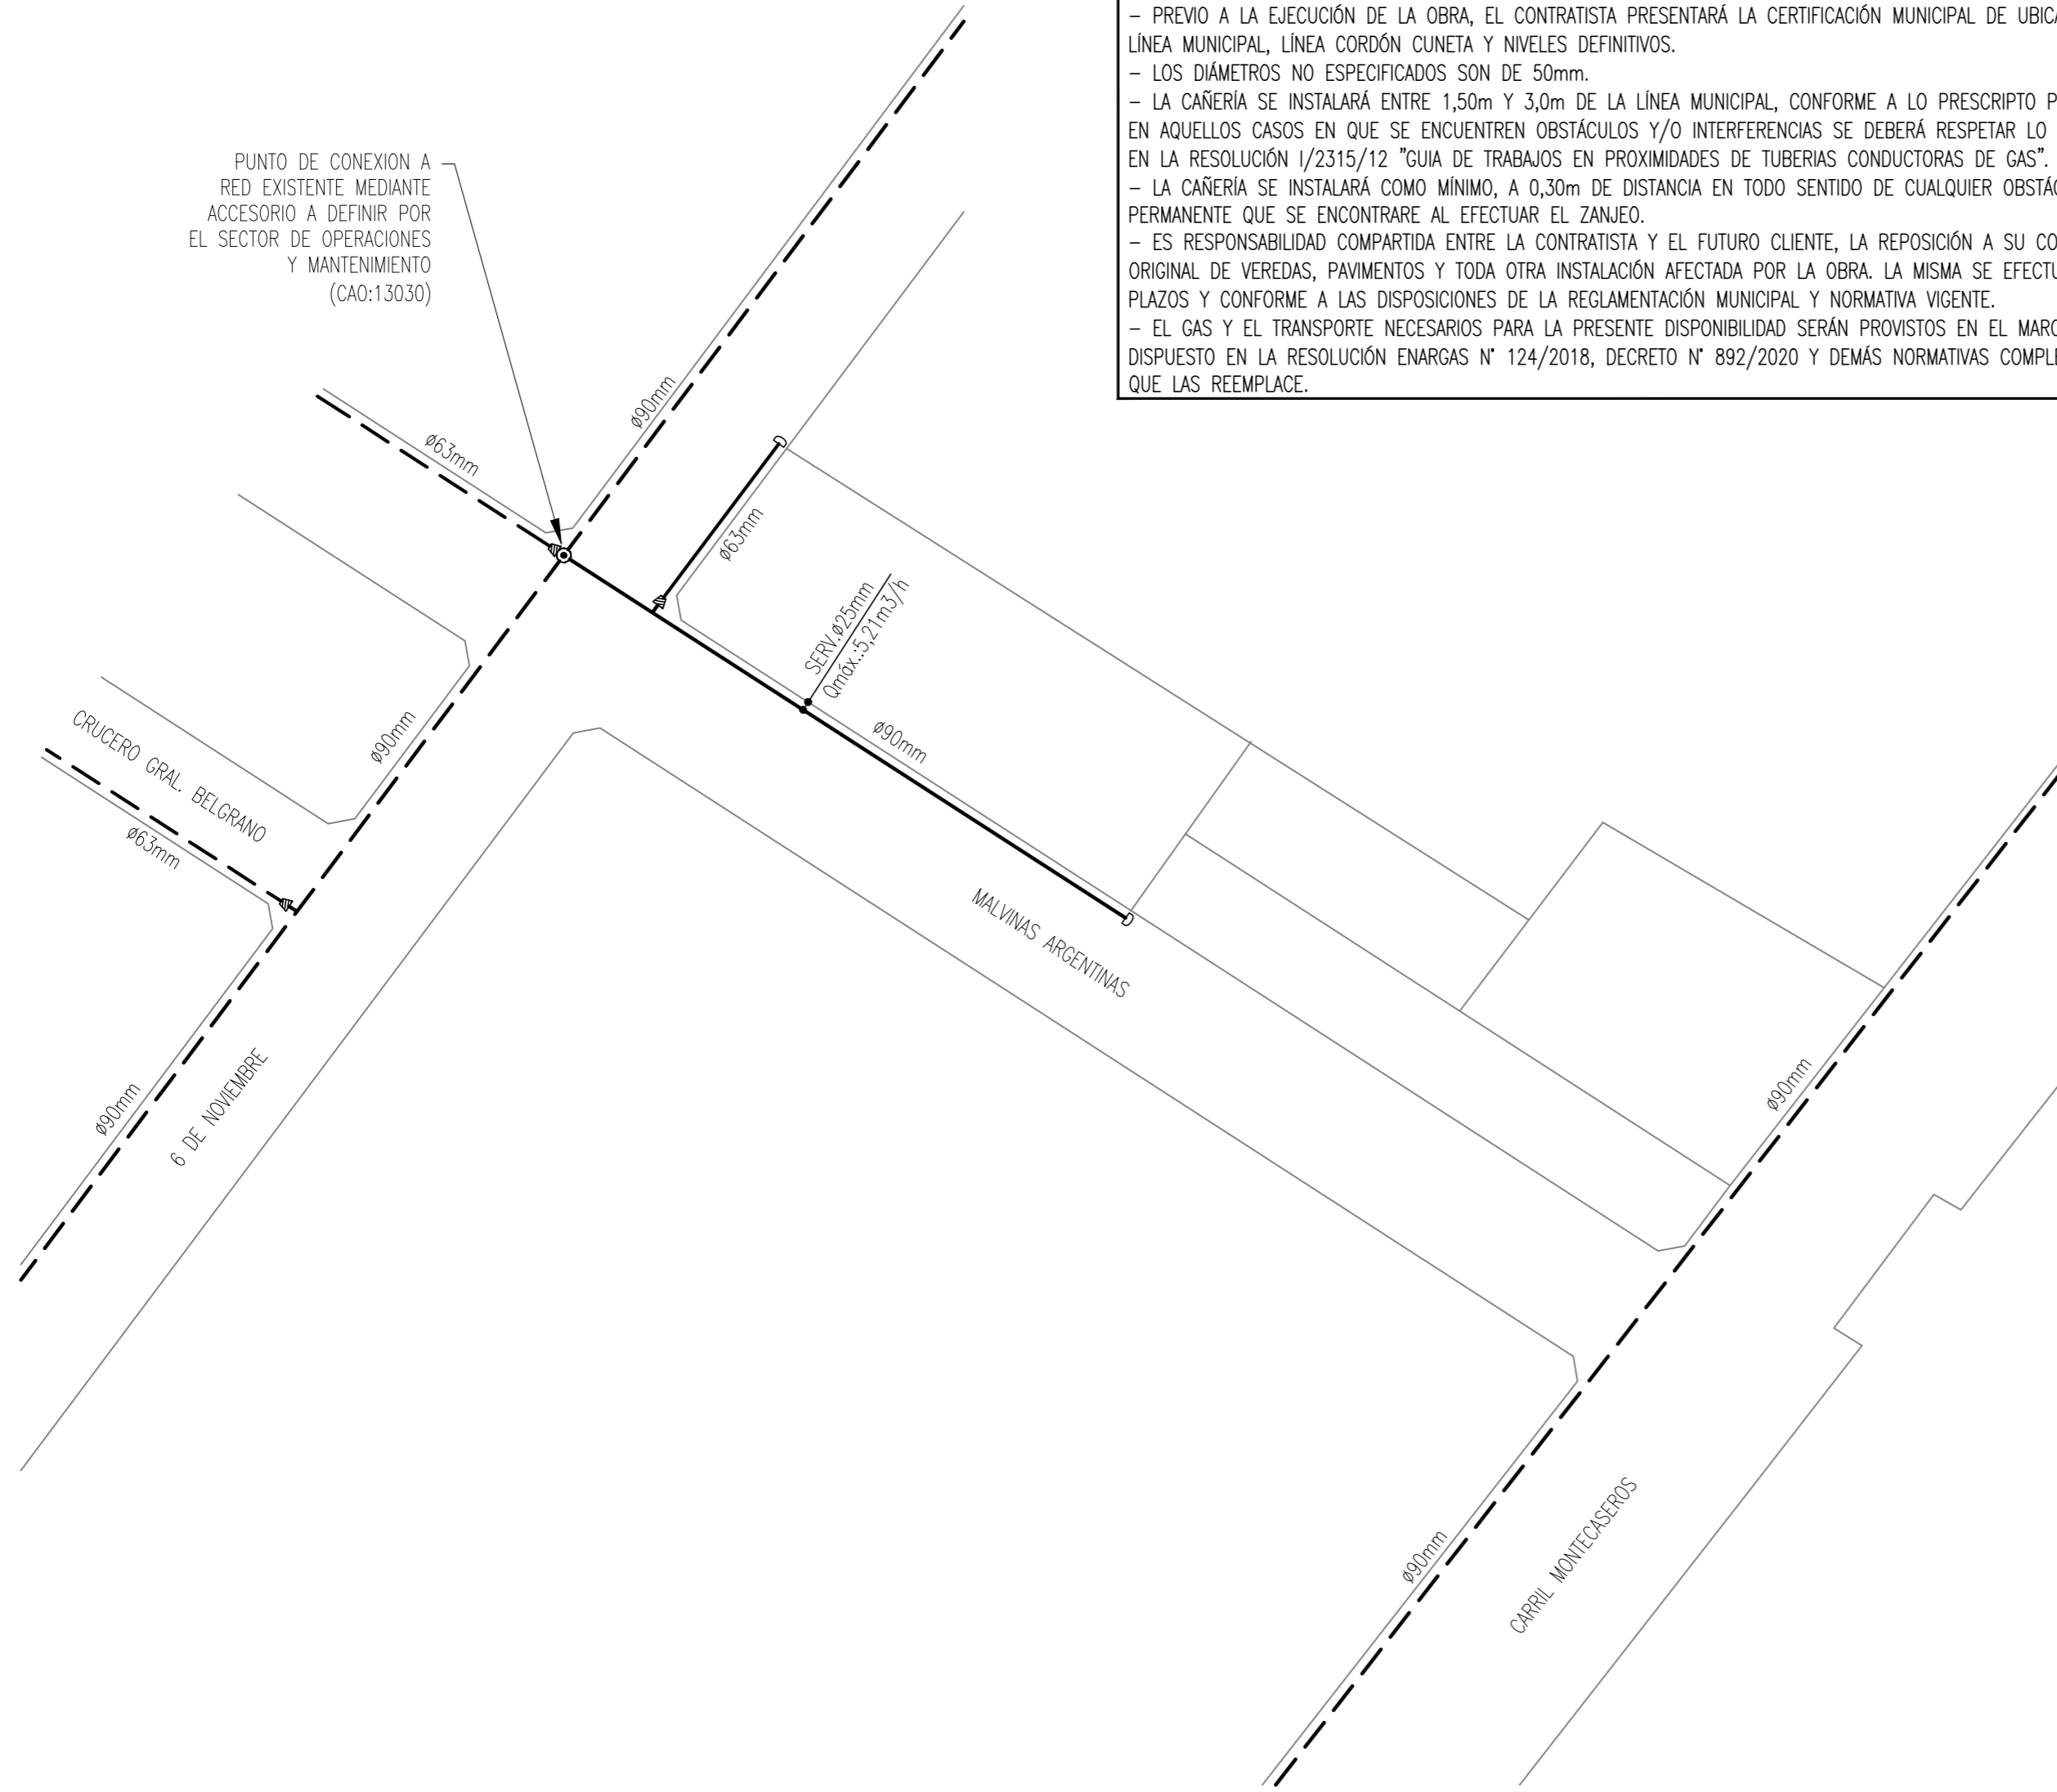 – PREVIO A LA EJECUCIÓN DE LA OBRA, EL CONTRATISTA PRESENTARÁ LA CERTIFICACIÓN MUNICIPAL DE
LÍNEA MUNICIPAL, LÍNEA CORDÓN CUNETA Y NIVELES DEFINITIVOS.
– LOS DIÁMETROS NO ESPECIFICADOS SON DE 50mm.
– LA CAÑERÍA SE INSTALARÁ ENTRE 1,50m Y 3,0m DE LA LÍNEA MUNICIPAL, CONFORME A LO PRESCRIPTO
EN AQUELLOS CASOS EN QUE SE ENCUENTREN OBSTÁCULOS Y/O INTERFERENCIAS SE DEBERÁ RESPETAR LO
EN LA RESOLUCIÓN I/2315/12 "GUIA DE TRABAJOS EN PROXIMIDADES DE TUBERIAS CONDUCTORAS DE GAS".
– LA CAÑERÍA SE INSTALARÁ COMO MÍNIMO, A 0,30m DE DISTANCIA EN TODO SENTIDO DE CUALQUIER
PERMANENTE QUE SE ENCONTRARE AL EFECTUAR EL ZANJEO.
– ES RESPONSABILIDAD COMPARTIDA ENTRE LA CONTRATISTA Y EL FUTURO CLIENTE, LA REPOSICIÓN A SU
ORIGINAL DE VEREDAS, PAVIMENTOS Y TODA OTRA INSTALACIÓN AFECTADA POR LA OBRA. LA MISMA SE
PLAZOS Y CONFORME A LAS DISPOSICIONES DE LA REGLAMENTACIÓN MUNICIPAL Y NORMATIVA VIGENTE.
– EL GAS Y EL TRANSPORTE NECESARIOS PARA LA PRESENTE DISPONIBILIDAD SERÁN PROVISTOS EN EL
DISPUESTO EN LA RESOLUCIÓN ENARGAS N° 124/2018, DECRETO N° 892/2020 Y DEMÁS NORMATIVAS
QUE LAS REEMPLACE.
PUNTO DE CONEXION A
RED EXISTENTE MEDIANTE
ACCESORIO A DEFINIR POR
EL SECTOR DE OPERACIONES
Y MANTENIMIENTO
(CAO:13030)
ø90mm
ø63mm
ø63mm
SERV.ø25mm
Qmáx.:5,21m3/h
ø90mm
ø90mm
CRUCERO GRAL. BELGRANO
ø63mm
MALVINAS ARGENTINAS
6 DE NOVIEMBRE
ø90mm
ø90mm
CARRIL MONTECASEROS
ø90mm